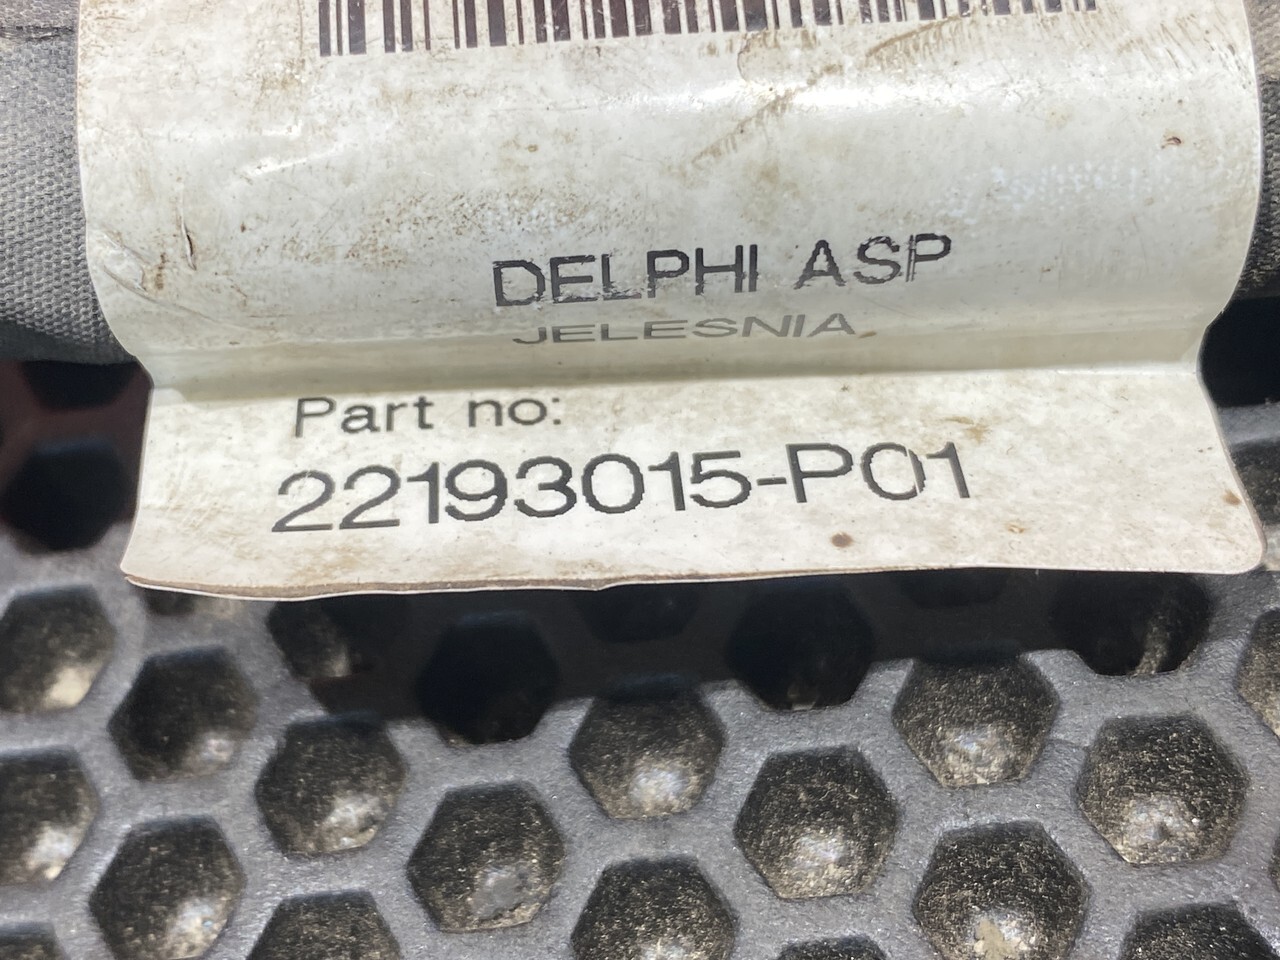 DELPHI ASP
JELESNIA,
Part no:
22193015-P01